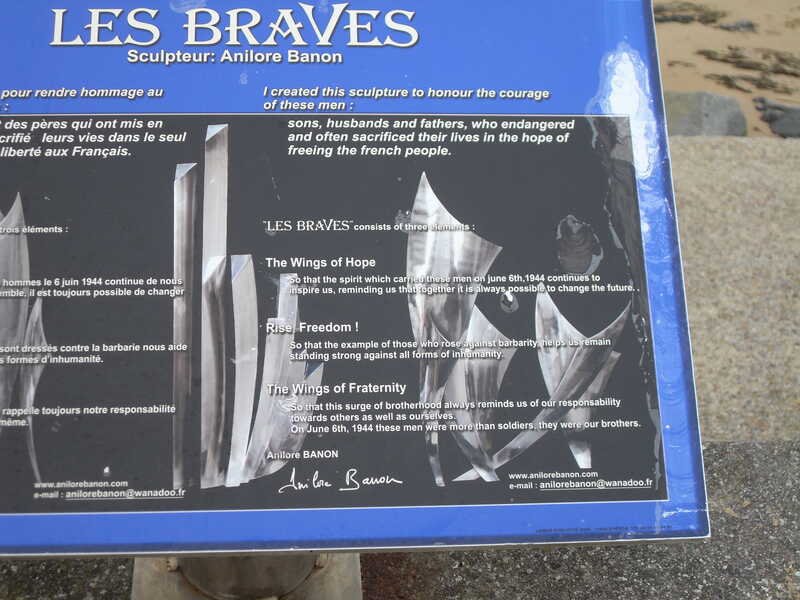 LES BRAVES
Sculpteur: Anilore Banon
pour rendre hommage au
:
des pères qui ont mis en
crifié leurs vies dans le seul
liberté aux Français.
I created this sculpture to honour the courage
of these men :
sons, husbands and fathers, who endangered
and often sacrificed their lives in the hope of
freeing the french people.
trois éléments :
hommes le 6 juin 1944 continue de nous
emble, il est toujours possible de changer
sont dressés contre la barbarie nous aide
s formes d'inhumanité.
rappelle toujours notre responsabilité
même.
www.anilorebanon.com
e-mail : anilorebanon@wanadoo.fr
"LES BRAVES" consists of three elements :
The Wings of Hope
So that the spirit which carried these men on june 6th,1944 continues to
inspire us, reminding us that together it is always possible to change the future. .
Rise Freedom !
So that the example of those who rose against barbarity, helps us remain
standing strong against all forms of inhumanity.
The Wings of Fraternity
So that this surge of brotherhood always reminds us of our responsability
towards others as well as ourselves.
On June 6th, 1944 these men were more than soldiers, they were our brothers.
Anilore BANON
Anilore Banon
www.anilorebanon.com
e-mail : anilorebanon@wanadoo.fr